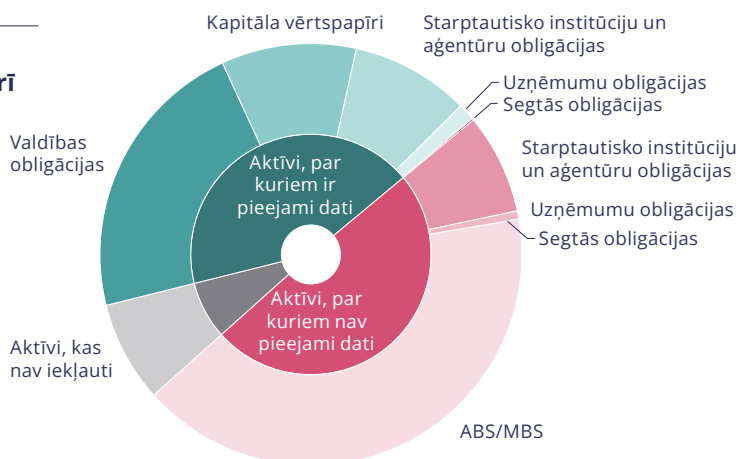 rī
Kapitāla vērtspapīri
Starptautisko institūciju un
aģentūru obligācijas
Uzņēmumu obligācijas
Segtās obligācijas
Valdības
obligācijas
Aktīvi, par
kuriem ir
pieejami dati
Starptautisko institūciju
un aģentūru obligācijas
Uzņēmumu obligācijas
Segtās obligācijas
Aktīvi, par
kuriem nav
pieejami dati
Aktīvi, kas
nav iekļauti
ABS/MBS